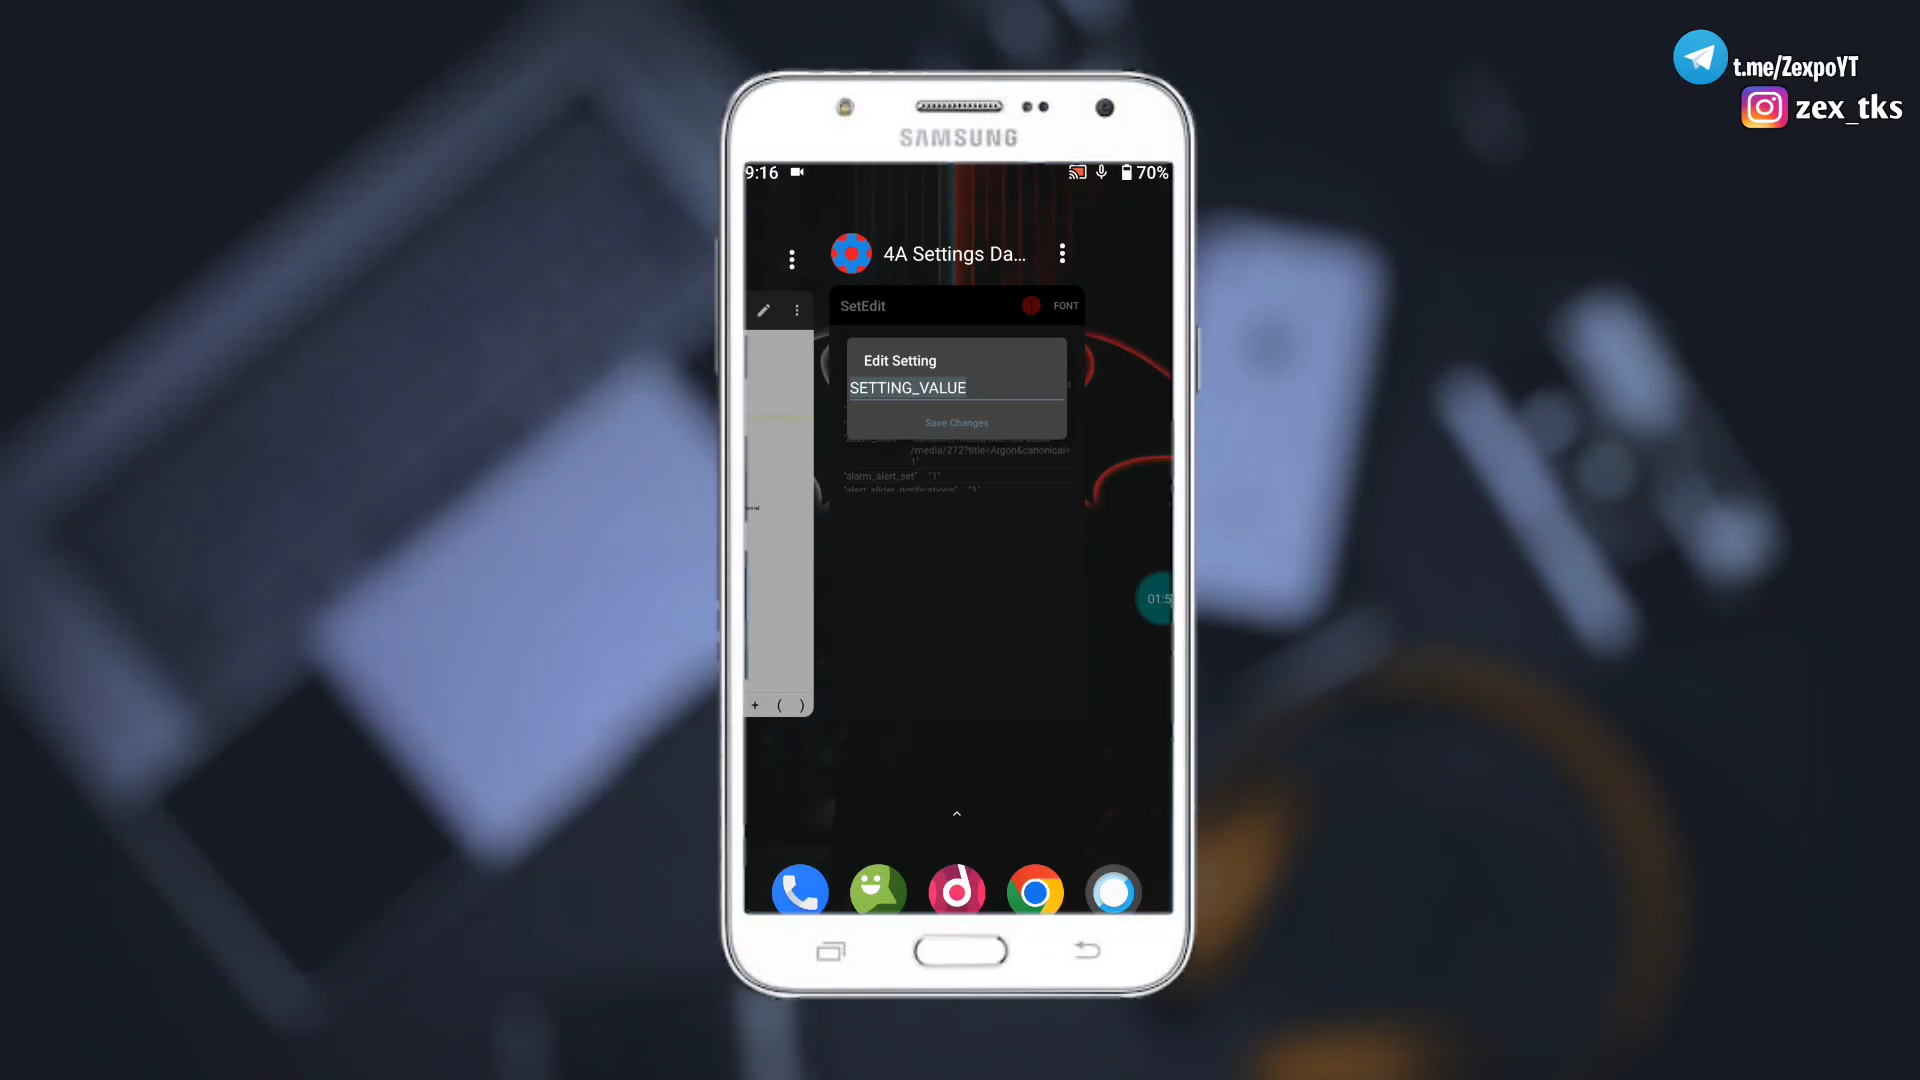 t.me/ZexpoYT
zex_tks
SAMSUNG
9:16
70%
4A Settings Da...
SetEdit
FONT
Edit Setting
SETTING_VALUE
Save Changes
/media/272?title=Argon&canonical=
1"
"alarm_alert_set" "1"
"alert_slider_notifications" "1"
01:5
+ ( )